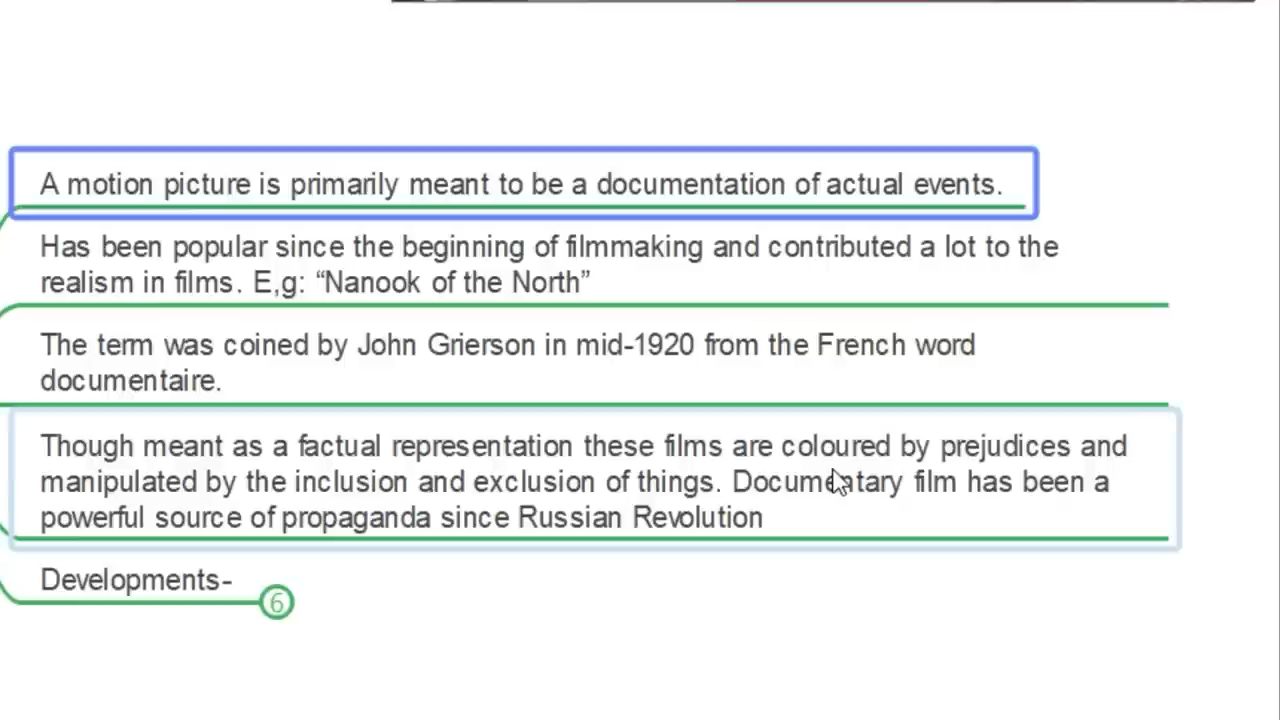 A motion picture is primarily meant to be a documentation of actual events.
Has been popular since the beginning of filmmaking and contributed a lot to the
realism in films. E,g: “Nanook of the North”
The term was coined by John Grierson in mid-1920 from the French word
documentaire.
Though meant as a factual representation these films are coloured by prejudices and
manipulated by the inclusion and exclusion of things. Documentary film has been a
powerful source of propaganda since Russian Revolution
Developments-
6